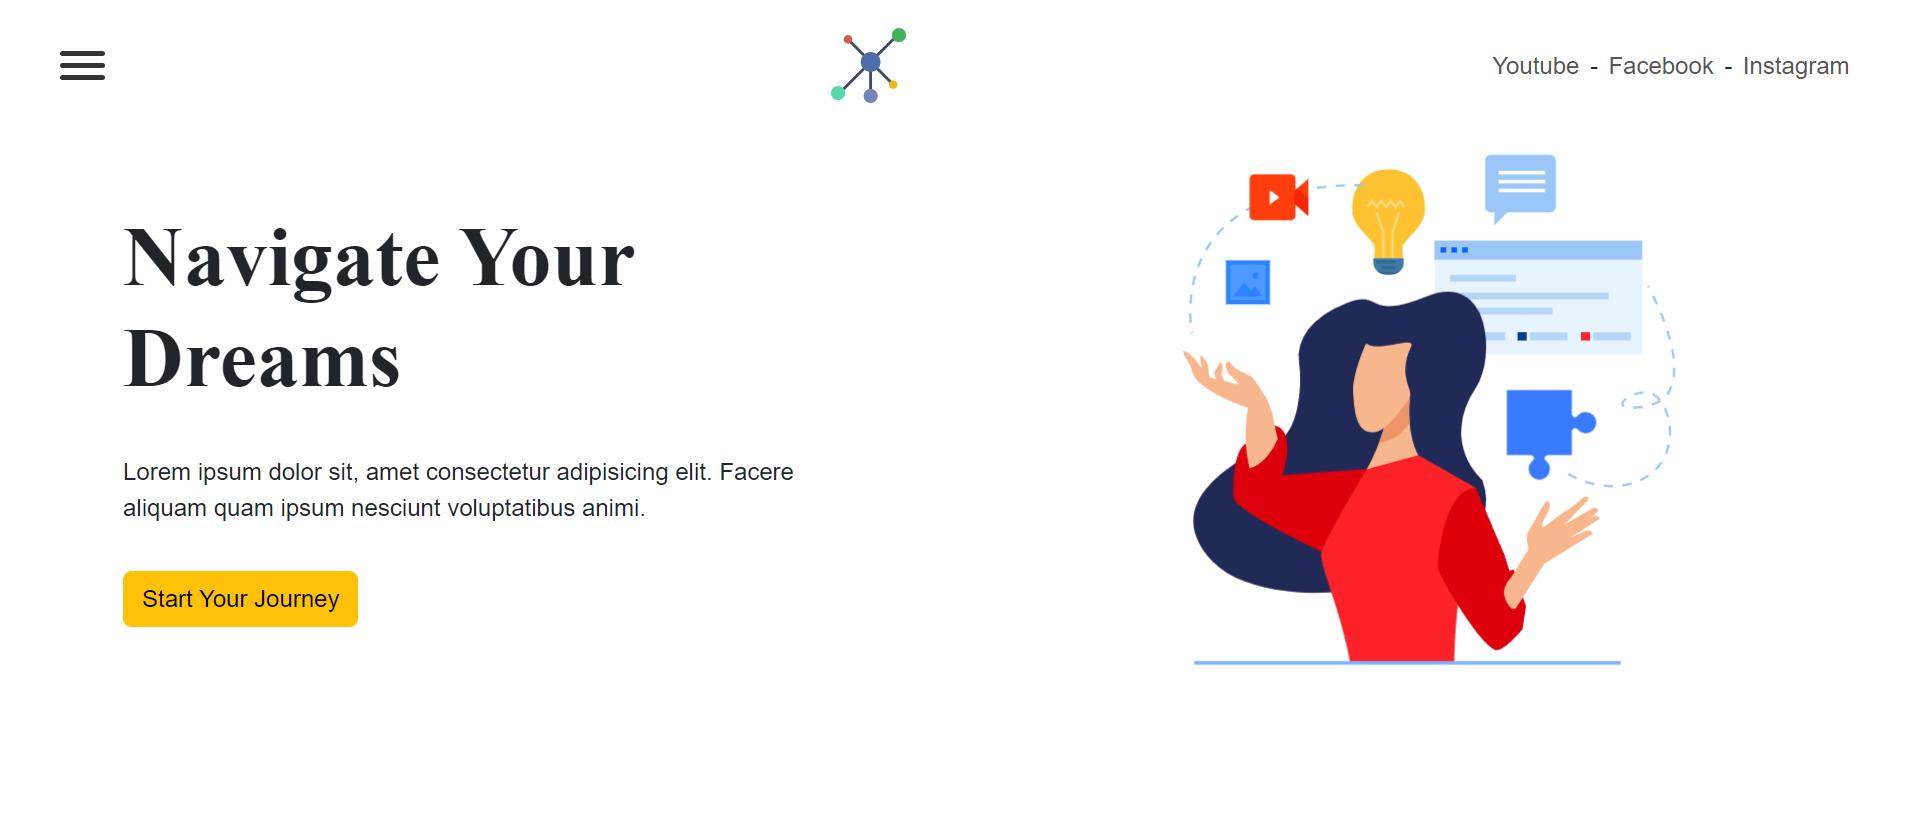 Youtube - Facebook - Instagram
Navigate Your
Dreams
Lorem ipsum dolor sit, amet consectetur adipisicing elit. Facere
aliquam quam ipsum nesciunt voluptatibus animi.
Start Your Journey